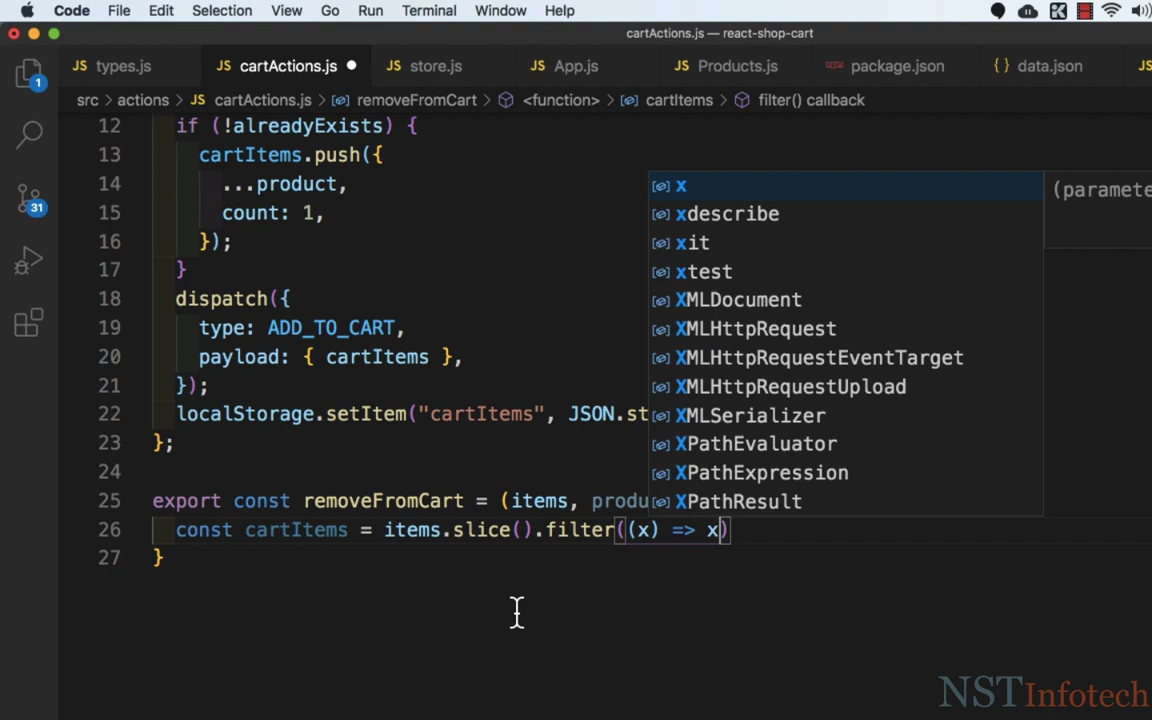 Code File Edit Selection View Go Run Terminal Window Help
cartActions.js — react-shop-cart
JS types.js JS cartActions.js JS store.js JS App.js JS Products.js package.json {} data.json JS
1
src > actions > JS cartActions.js > removeFromCart > <function> > cartItems > filter() callback
12 if (!alreadyExists) {
13 cartItems.push({
14 ...product,
15 count: 1,
16 });
17 }
18 dispatch({
19 type: ADD_TO_CART,
20 payload: { cartItems },
21 });
22 localStorage.setItem("cartItems", JSON.st
23 };
24
25 export const removeFromCart = (items, produ
26 const cartItems = items.slice().filter((x) => x)
27 }
31
x
xdescribe
xit
xtest
XMLDocument
XMLHttpRequest
XMLHttpRequestEventTarget
XMLHttpRequestUpload
XMLSerializer
XPathEvaluator
XPathExpression
XPathResult
(paramete
NSTInfotech